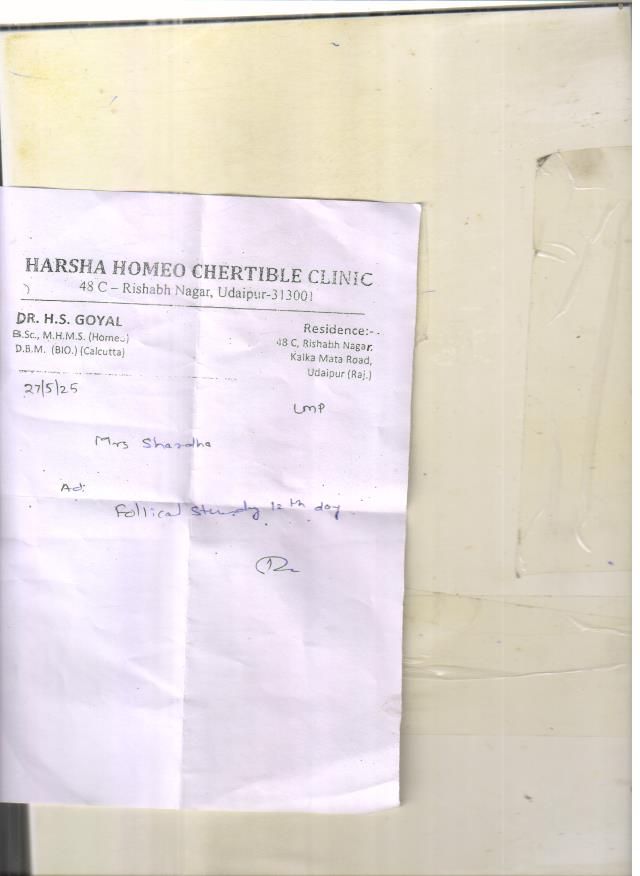 HARSHA HOMEO CHERTIBLE CLINIC
48 C – Rishabh Nagar, Udaipur-313001
DR. H.S. GOYAL
B.Sc., M.H.M.S. (Homeo)
D.B.M. (BIO.) (Calcutta)
Residence:-
48 C, Rishabh Nagar.
Kalka Mata Road,
Udaipur (Raj.)
27/5/25
LMP
Mrs Shardha
Ad:
Follical study 12th day